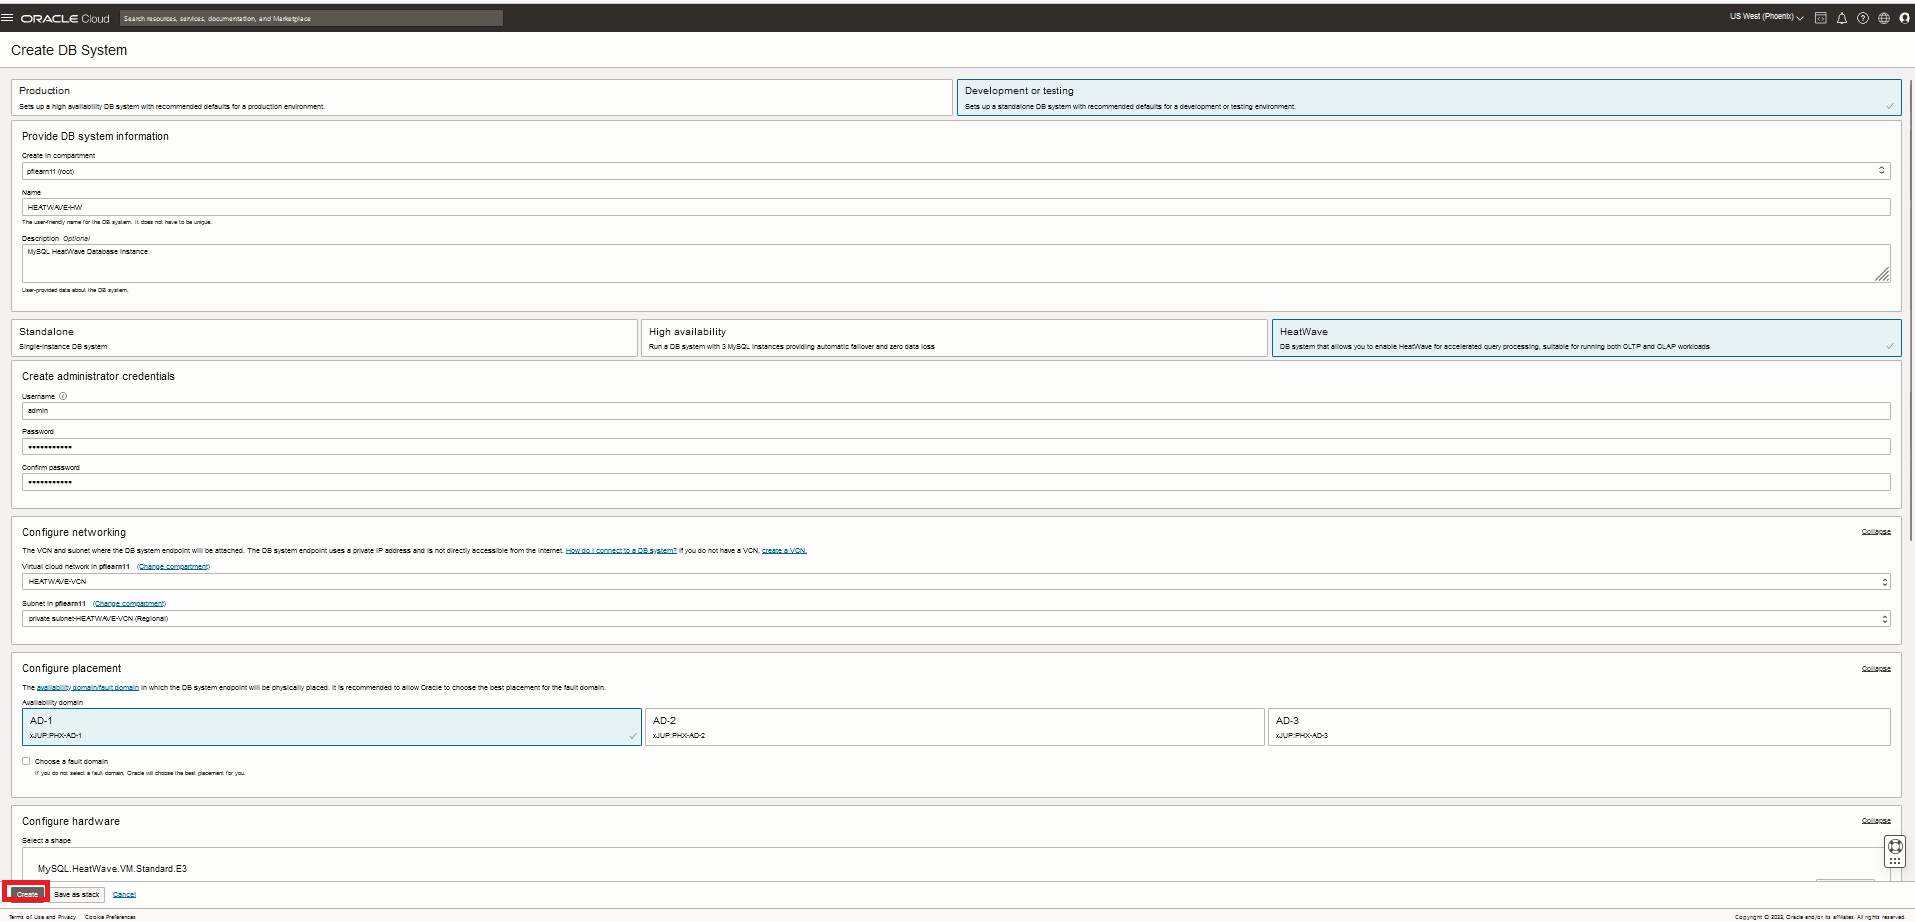 ORACLE Cloud
Search resources, services, documentation, and Marketplace
US West (Phoenix)
Create DB System
Production
Sets up a high availability DB system with recommended defaults for a production environment.
Development or testing
Sets up a standalone DB system with recommended defaults for a development or testing environment.
Provide DB system information
Create in compartment
pflearn11 (root)
Name
HEATWAVE-HW
The user-friendly name for the DB system. It does not have to be unique.
Description Optional
MySQL HeatWave Database Instance
User-provided data about the DB system.
Standalone
Single-instance DB system
High availability
Run a DB system with 3 MySQL instances providing automatic failover and zero data loss
HeatWave
DB system that allows you to enable HeatWave for accelerated query processing, suitable for running both OLTP and OLAP workloads
Create administrator credentials
Username
admin
Password
•••••••••••
Confirm password
•••••••••••
Configure networking
Collapse
The VCN and subnet where the DB system endpoint will be attached. The DB system endpoint uses a private IP address and is not directly accessible from the internet. How do I connect to a DB system? If you do not have a VCN, create a VCN.
Virtual cloud network in pflearn11 (Change compartment)
HEATWAVE-VCN
Subnet in pflearn11 (Change compartment)
private subnet-HEATWAVE-VCN (Regional)
Configure placement
Collapse
The availability domain/fault domain in which the DB system endpoint will be physically placed. It is recommended to allow Oracle to choose the best placement for the fault domain.
Availability domain
AD-1
xJUP:PHX-AD-1
AD-2
xJUP:PHX-AD-2
AD-3
xJUP:PHX-AD-3
Choose a fault domain
If you do not select a fault domain, Oracle will choose the best placement for you.
Configure hardware
Collapse
Select a shape
MySQL.HeatWave.VM.Standard.E3
Create
Save as stack
Cancel
Terms of Use and Privacy
Cookie Preferences
Copyright © 2023, Oracle and/or its affiliates. All rights reserved.